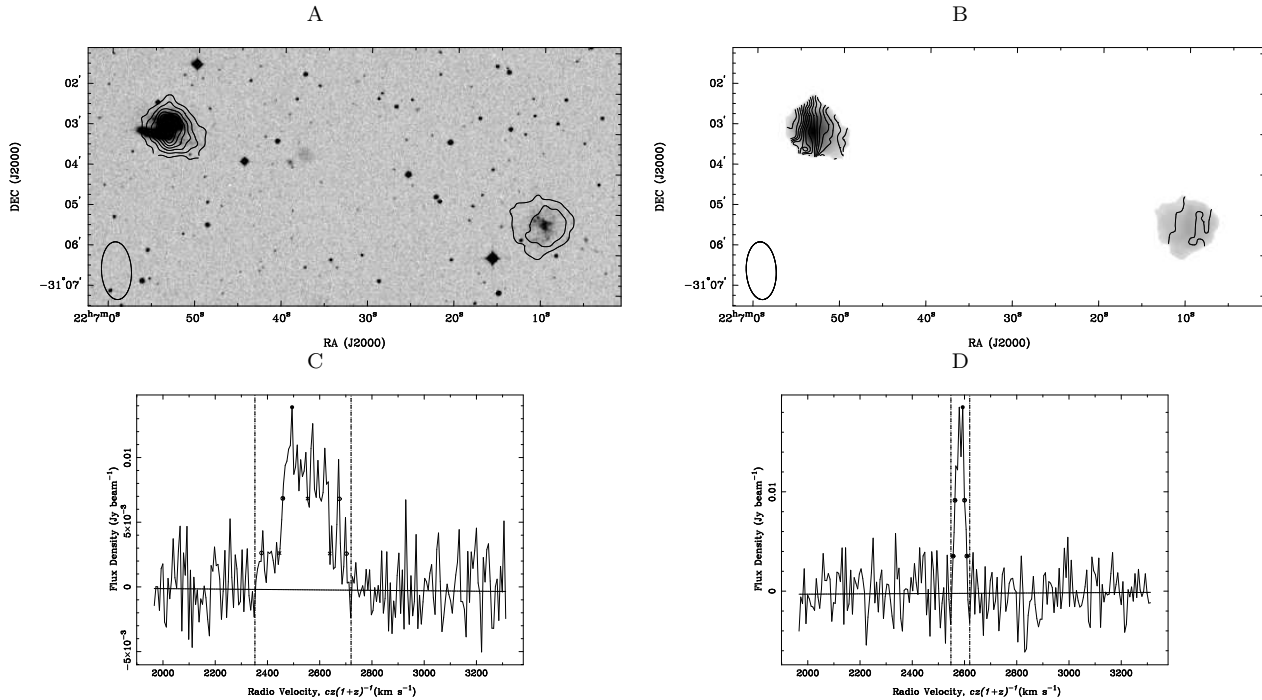 A
DEC (J2000)
02'
03'
04'
05'
06'
−31°07'
22ʰ7ᵐ0ˢ
50ˢ
40ˢ
30ˢ
20ˢ
10ˢ
RA (J2000)
B
DEC (J2000)
02'
03'
04'
05'
06'
−31°07'
22ʰ7ᵐ0ˢ
50ˢ
40ˢ
30ˢ
20ˢ
10ˢ
RA (J2000)
C
Flux Density (Jy beam⁻¹)
0.01
5×10⁻³
0
−5×10⁻³
2000
2200
2400
2600
2800
3000
3200
Radio Velocity, cz(1+z)⁻¹(km s⁻¹)
D
Flux Density (Jy beam⁻¹)
0.01
0
2000
2200
2400
2600
2800
3000
3200
Radio Velocity, cz(1+z)⁻¹(km s⁻¹)